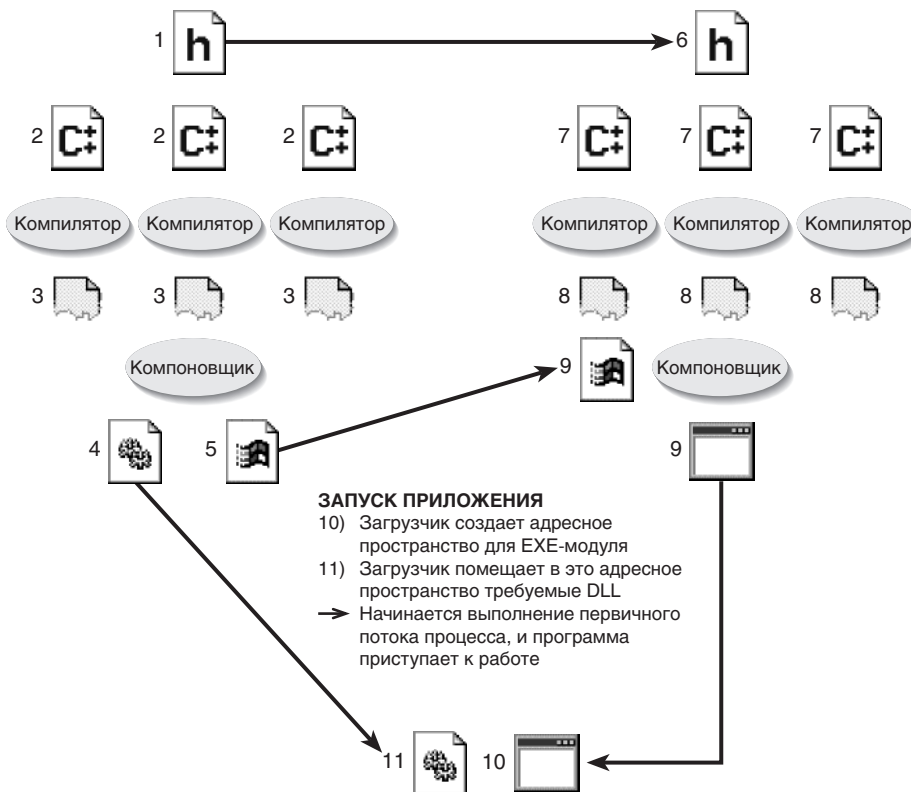 1 h 6 h
2 C++ 2 C++ 2 C++ 7 C++ 7 C++ 7 C++
Компилятор Компилятор Компилятор Компилятор Компилятор Компилятор
3 3 3 8 8 8
Компоновщик 9 Компоновщик
4 5 9
ЗАПУСК ПРИЛОЖЕНИЯ
10) Загрузчик создает адресное
пространство для EXE-модуля
11) Загрузчик помещает в это адресное
пространство требуемые DLL
Начинается выполнение первичного
потока процесса, и программа
приступает к работе
11 10